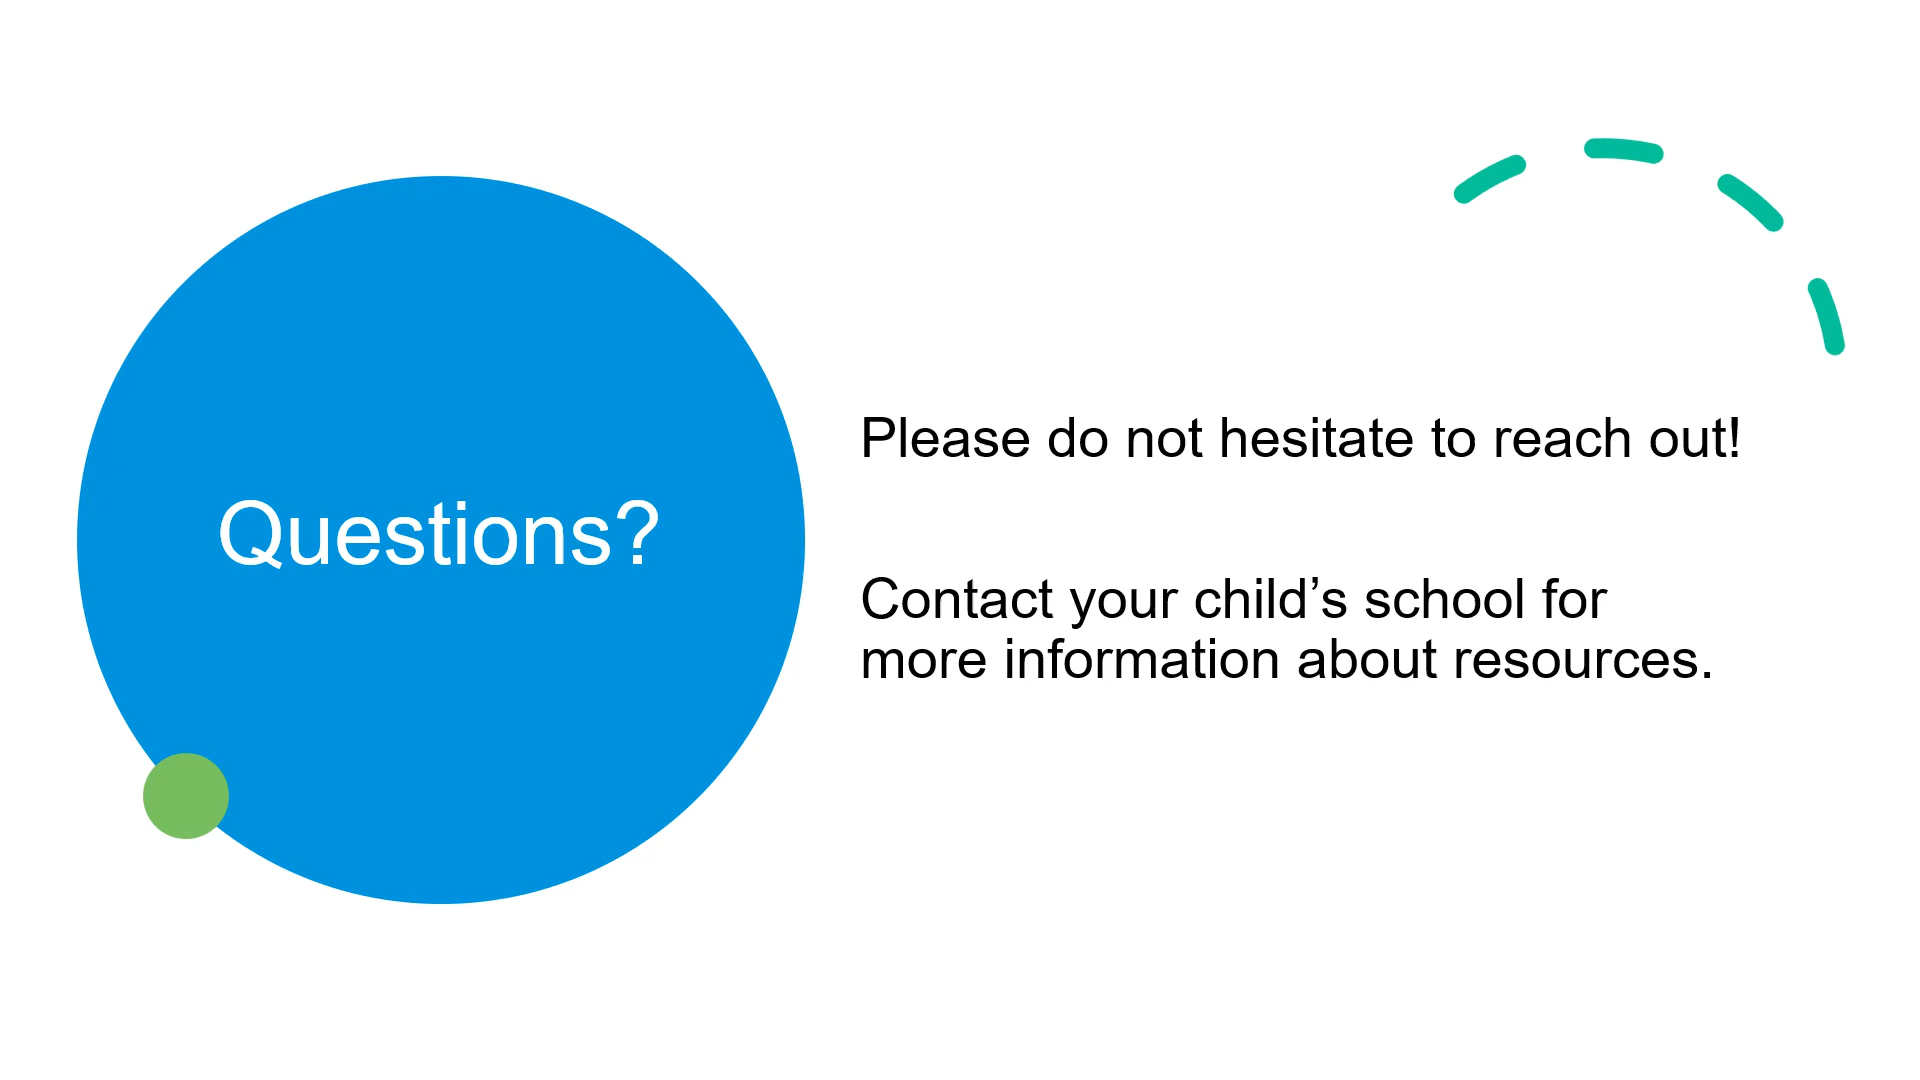 Questions?
Please do not hesitate to reach out!
Contact your child’s school for
more information about resources.